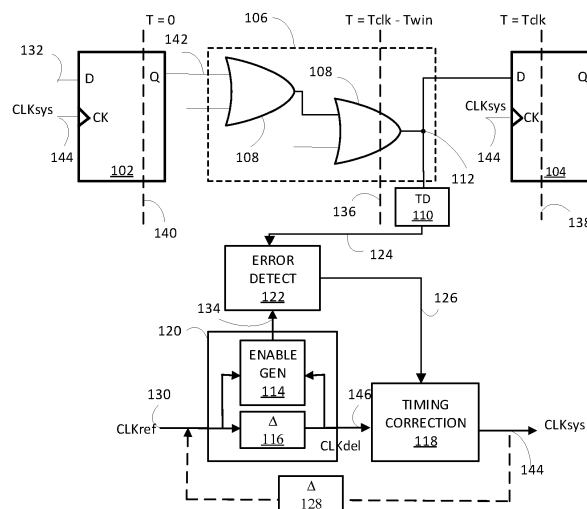 T = 0
106
T = Tclk - Twin
T = Tclk
132
142
108
D
Q
D
Q
CLKsys
CK
CLKsys
CK
144
108
144
112
102
104
136
TD
110
138
140
124
ERROR
DETECT
122
134
126
120
ENABLE
GEN
114
130
146
TIMING
CORRECTION
118
CLKref
Δ
116
CLKdel
CLKsys
144
Δ
128